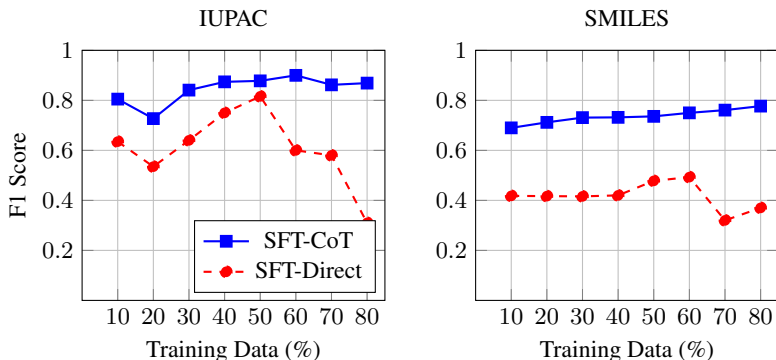 IUPAC
1
0.8
0.6
0.4
0.2
F1 Score
SFT-CoT
SFT-Direct
10 20 30 40 50 60 70 80
Training Data (%)
SMILES
1
0.8
0.6
0.4
0.2
10 20 30 40 50 60 70 80
Training Data (%)